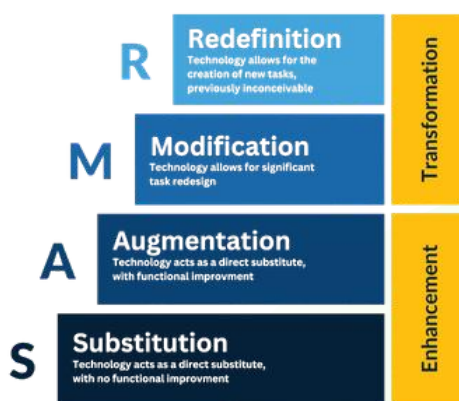 R
Redefinition
Technology allows for the
creation of new tasks,
previously inconceivable
M
Modification
Technology allows for significant
task redesign
Transformation
A
Augmentation
Technology acts as a direct substitute,
with functional improvment
S
Substitution
Technology acts as a direct substitute,
with no functional improvment
Enhancement